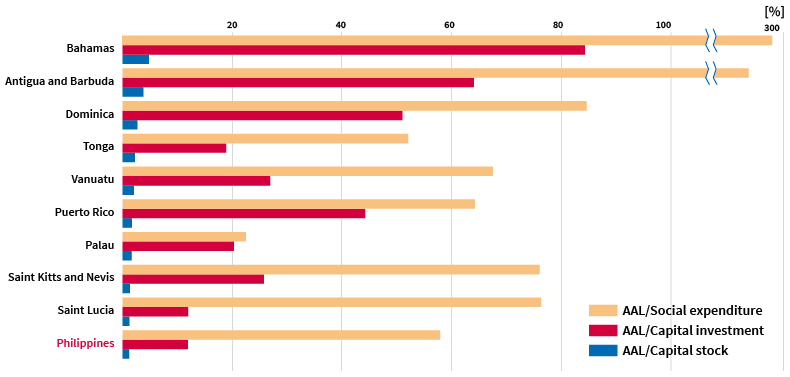 [%]
20 40 60 80 100 300
Bahamas
Antigua and Barbuda
Dominica
Tonga
Vanuatu
Puerto Rico
Palau
Saint Kitts and Nevis
Saint Lucia
Philippines
AAL/Social expenditure
AAL/Capital investment
AAL/Capital stock